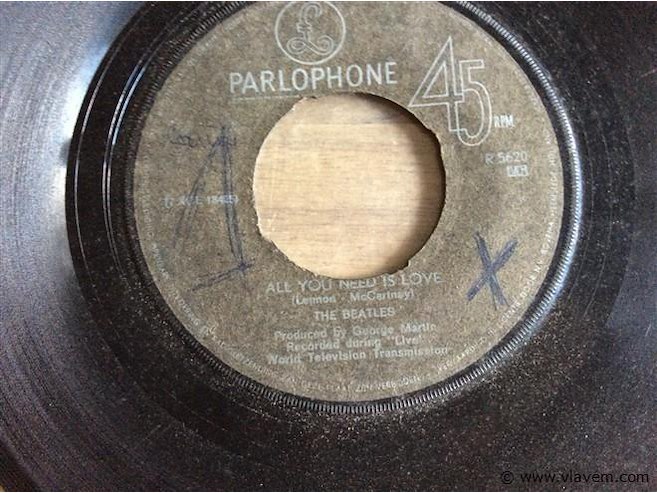 £
PARLOPHONE
45
RPM
R 5620
A
X
ALL YOU NEED IS LOVE
(Lennon - McCartney)
THE BEATLES
Produced by George Martin
Recorded during "Live"
World Television Transmission
© www.viavem.com